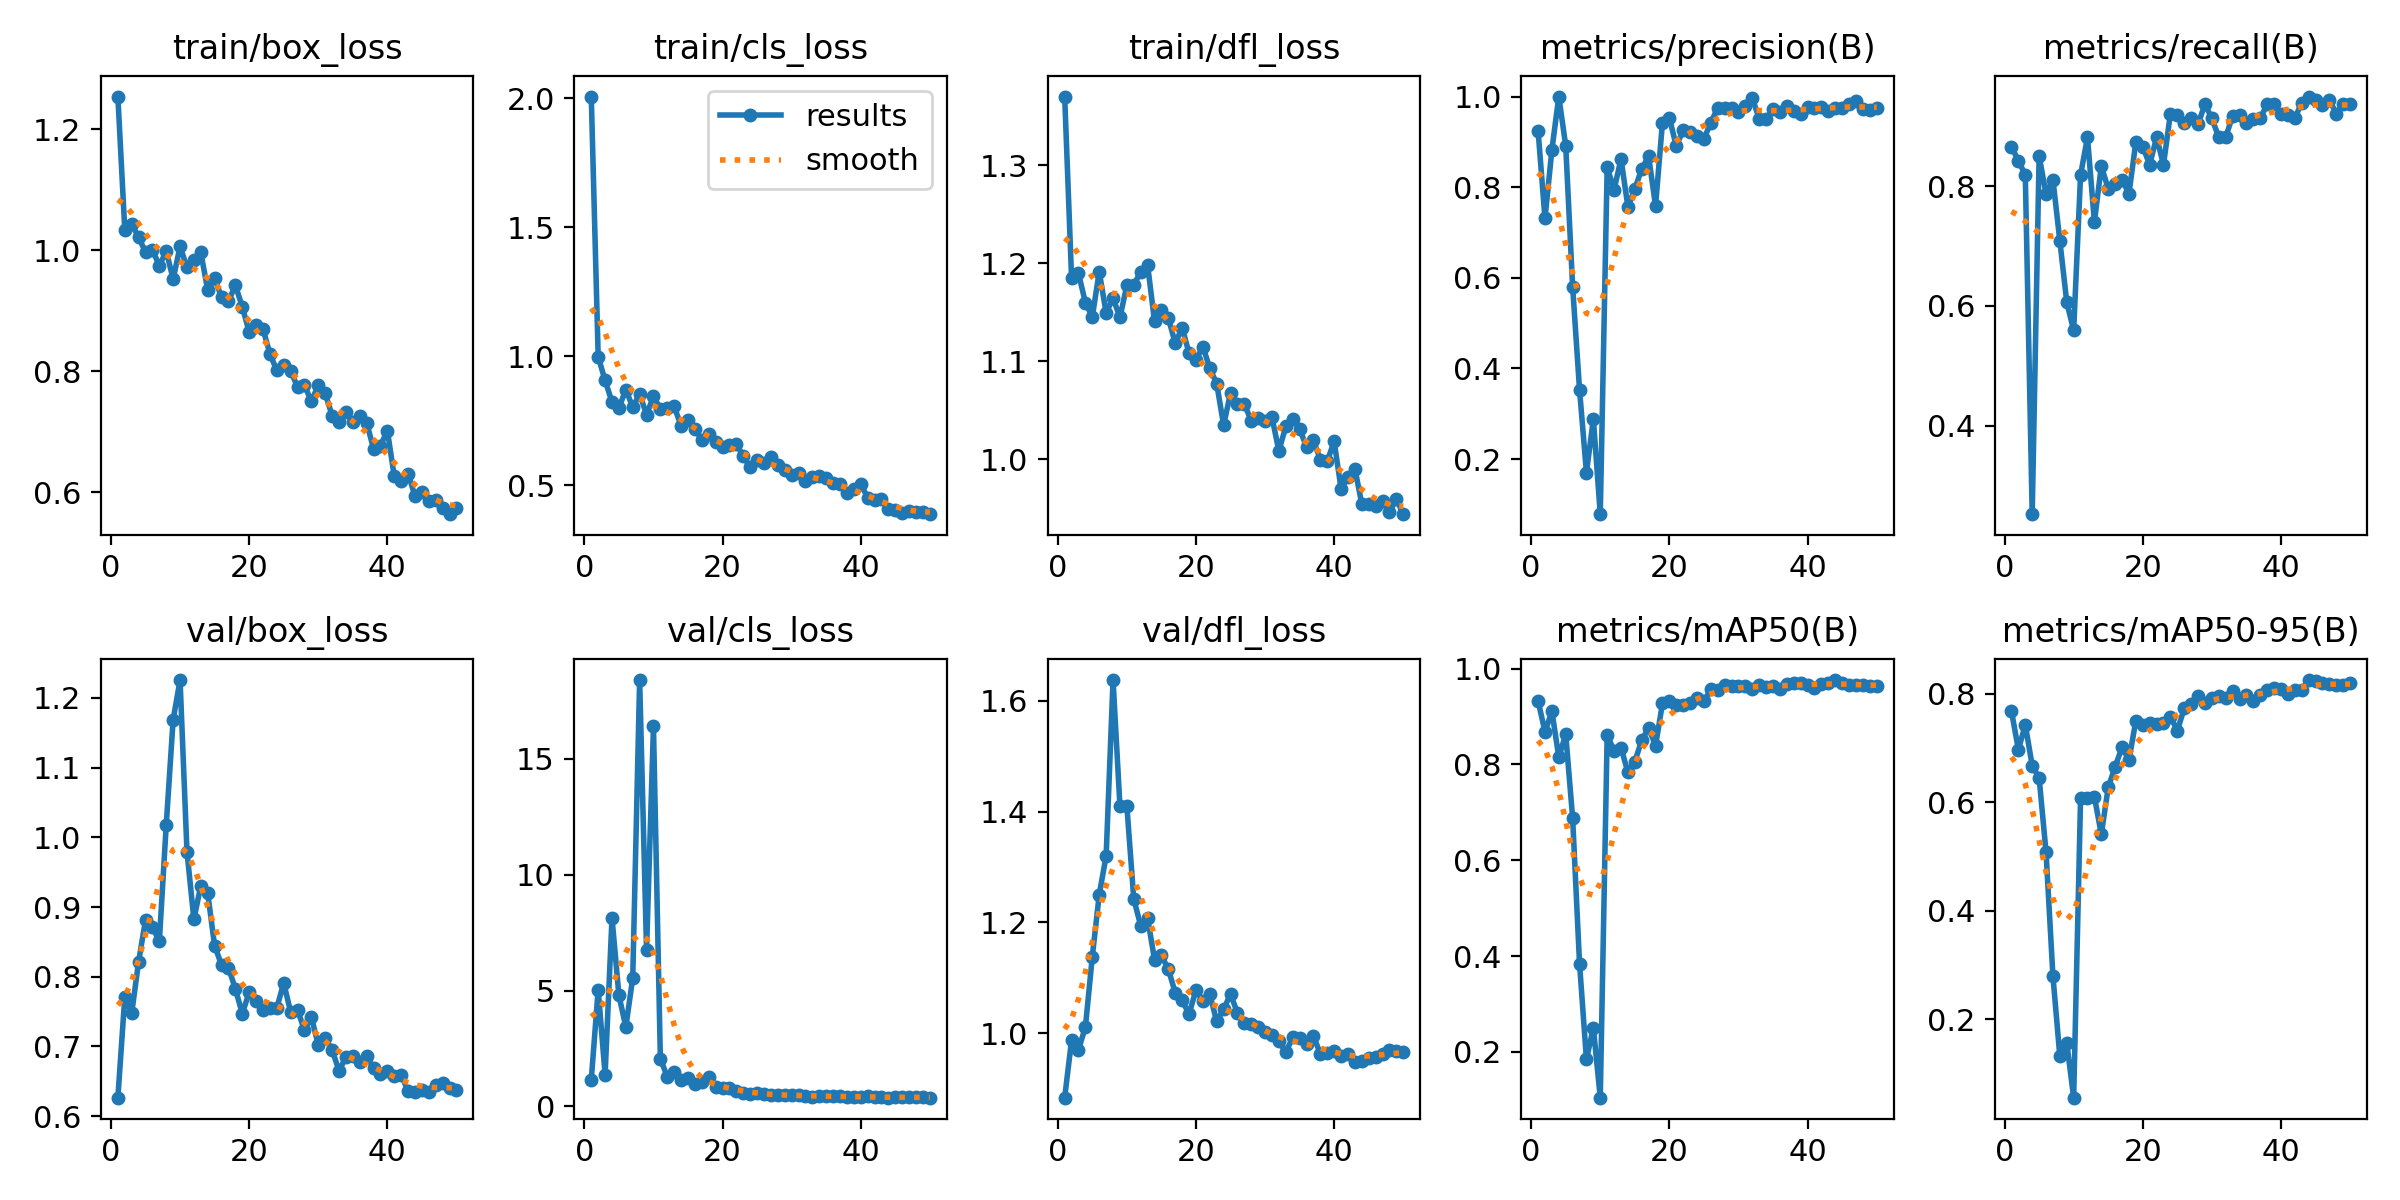 train/box_loss
1.2
1.0
0.8
0.6
0 20 40
train/cls_loss
results
smooth
2.0
1.5
1.0
0.5
0 20 40
train/dfl_loss
1.3
1.2
1.1
1.0
0 20 40
metrics/precision(B)
1.0
0.8
0.6
0.4
0.2
0 20 40
metrics/recall(B)
0.8
0.6
0.4
0 20 40
val/box_loss
1.2
1.1
1.0
0.9
0.8
0.7
0.6
0 20 40
val/cls_loss
15
10
5
0
0 20 40
val/dfl_loss
1.6
1.4
1.2
1.0
0 20 40
metrics/mAP50(B)
1.0
0.8
0.6
0.4
0.2
0 20 40
metrics/mAP50-95(B)
0.8
0.6
0.4
0.2
0 20 40